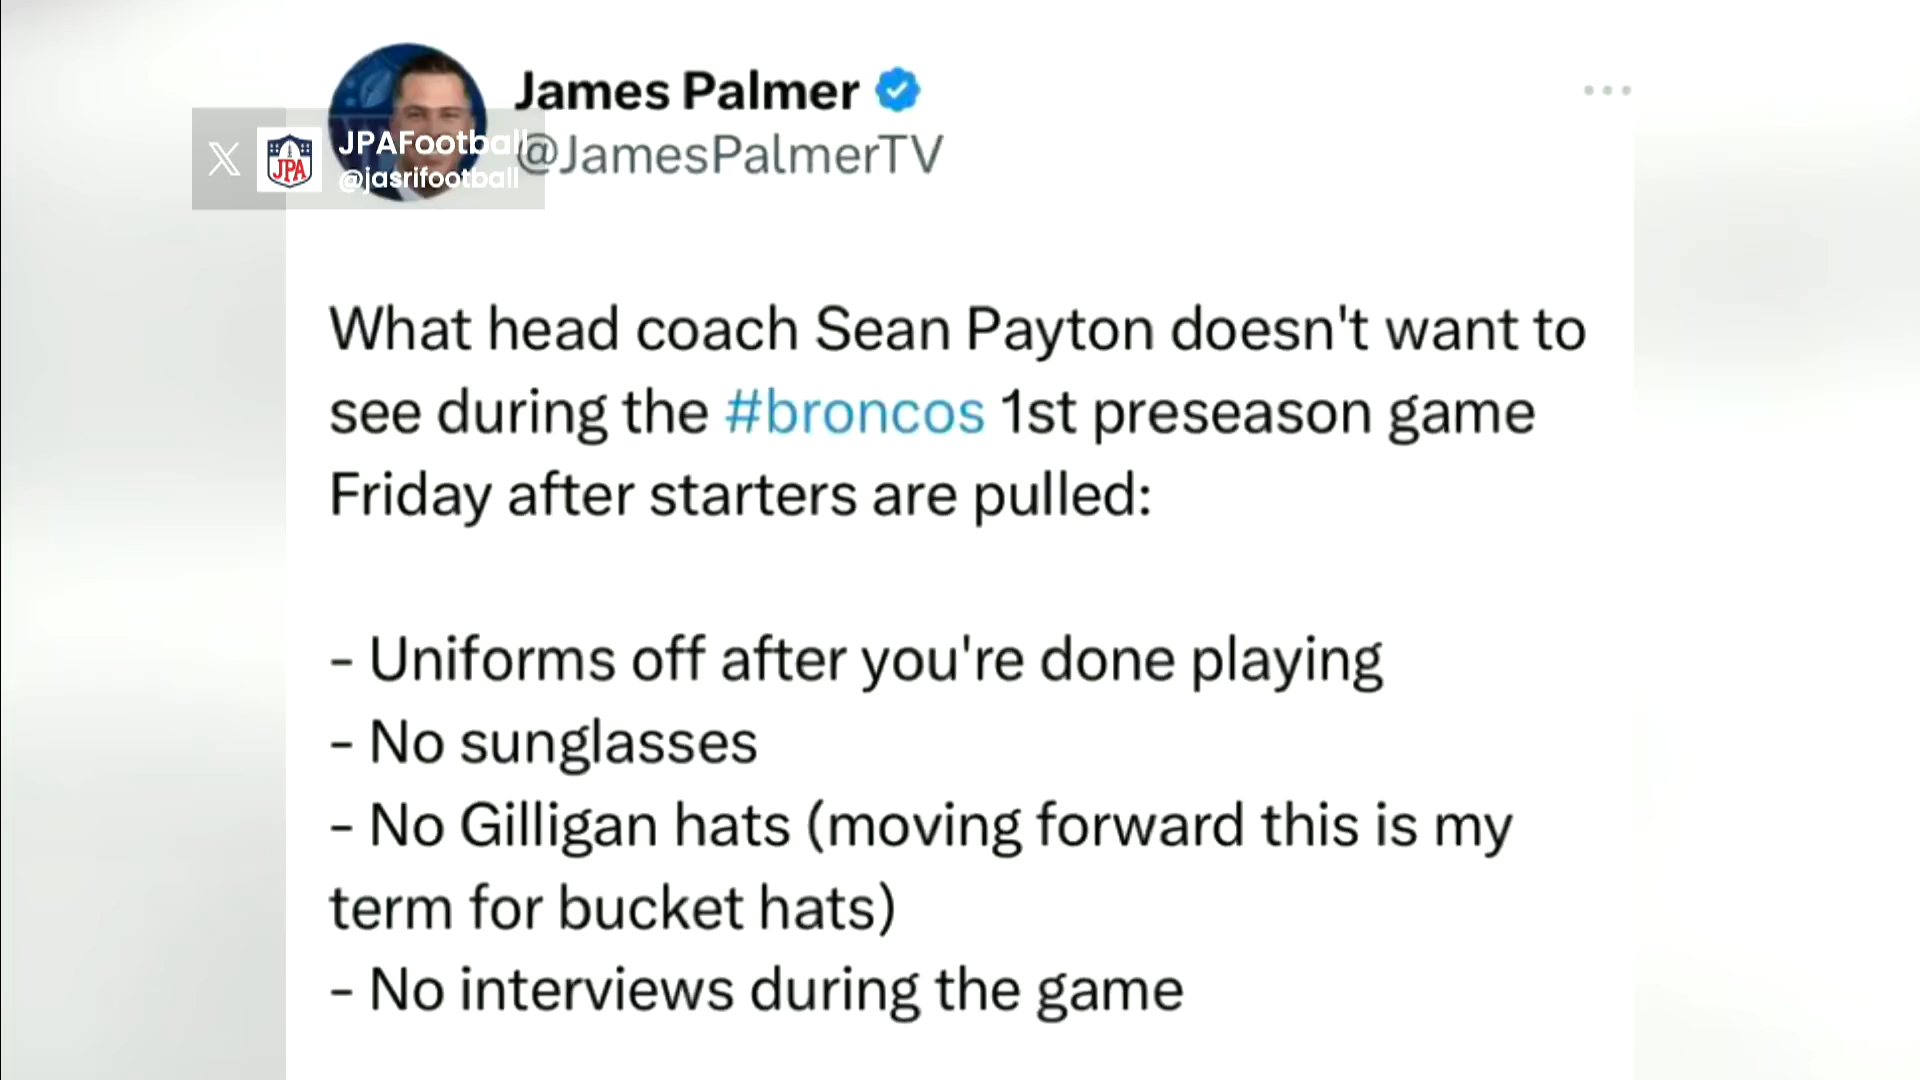 James Palmer
@JamesPalmerTV
JPAFootball
@jasrifootball
JPA
What head coach Sean Payton doesn't want to
see during the #broncos 1st preseason game
Friday after starters are pulled:
- Uniforms off after you're done playing
- No sunglasses
- No Gilligan hats (moving forward this is my
term for bucket hats)
- No interviews during the game